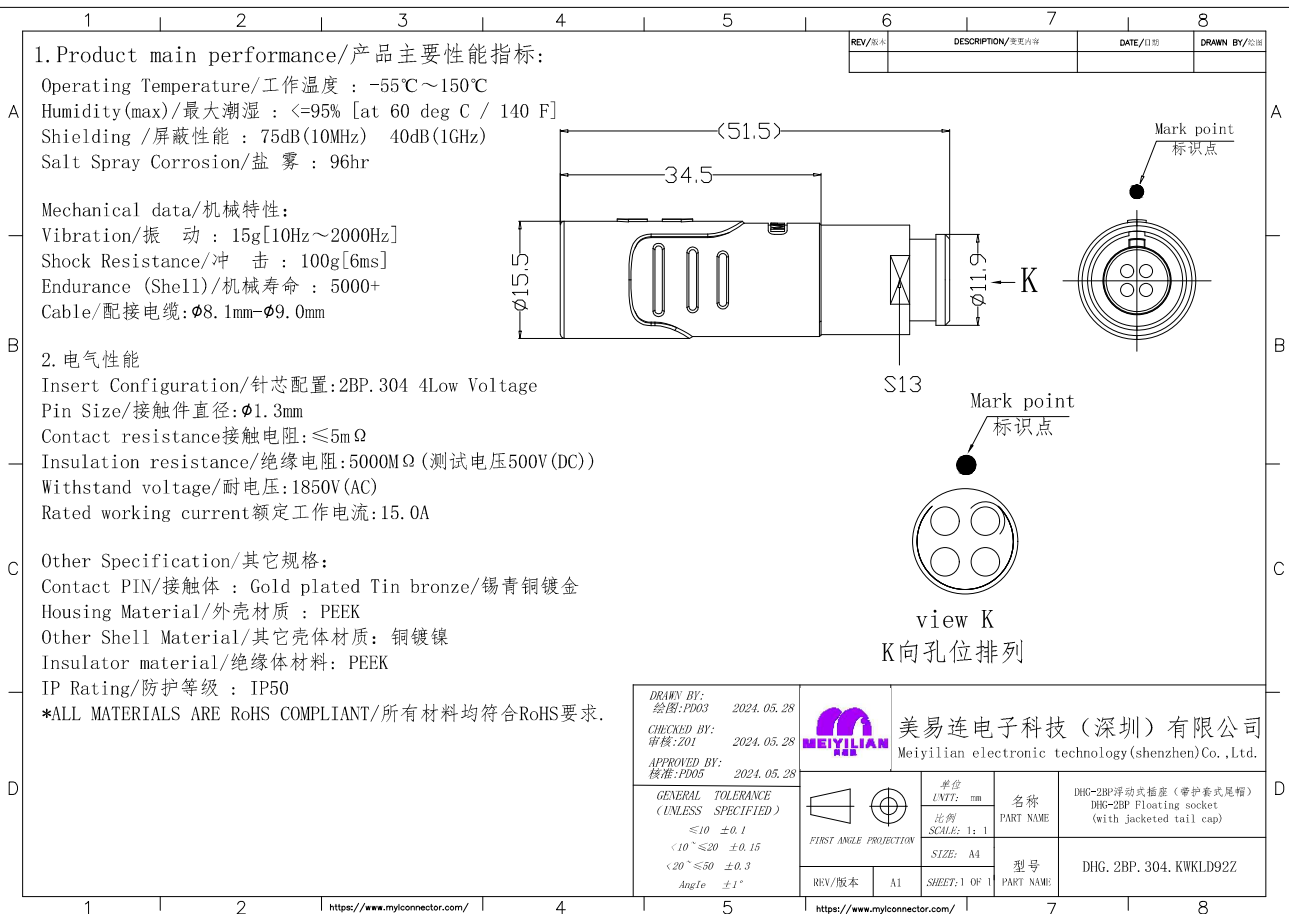 1 2 3 4 5 6 7 8
REV/版本 DESCRIPTION/变更内容 DATE/日期 DRAWN BY/绘图
1.Product main performance/产品主要性能指标:
Operating Temperature/工作温度 : -55℃~150℃
A
Humidity(max)/最大潮湿 : <=95% [at 60 deg C / 140 F]
A
Shielding /屏蔽性能 : 75dB(10MHz) 40dB(1GHz)
Salt Spray Corrosion/盐 雾 : 96hr
Mechanical data/机械特性:
Vibration/振 动 : 15g[10Hz~2000Hz]
Shock Resistance/冲 击 : 100g[6ms]
Endurance (Shell)/机械寿命 : 5000+
Cable/配接电缆:Φ8.1mm-Φ9.0mm
(51.5)
34.5
ø15.5
ø11.9
K
S13
Mark point
标识点
B
B
2.电气性能
Insert Configuration/针芯配置:2BP.304 4Low Voltage
Pin Size/接触件直径:Φ1.3mm
Contact resistance接触电阻:≤5mΩ
Insulation resistance/绝缘电阻:5000MΩ(测试电压500V(DC))
Withstand voltage/耐电压:1850V(AC)
Rated working current额定工作电流:15.0A
Mark point
标识点
view K
K向孔位排列
C
C
Other Specification/其它规格:
Contact PIN/接触体 : Gold plated Tin bronze/锡青铜镀金
Housing Material/外壳材质 : PEEK
Other Shell Material/其它壳体材质: 铜镀镍
Insulator material/绝缘体材料: PEEK
IP Rating/防护等级 : IP50
*ALL MATERIALS ARE RoHS COMPLIANT/所有材料均符合RoHS要求.
D
D
DRAWN BY:
绘图:PD03 2024.05.28
CHECKED BY:
审核:Z01 2024.05.28
APPROVED BY:
核准:PD05 2024.05.28
GENERAL TOLERANCE
(UNLESS SPECIFIED)
≤10 ±0.1
<10~≤20 ±0.15
<20~≤50 ±0.3
Angle ±1°
MEIYILIAN
美易连
美易连电子科技（深圳）有限公司
Meiyilian electronic technology(shenzhen)Co.,Ltd.
FIRST ANGLE PROJECTION
REV/版本 A1
单位
UNTT: mm
比例
SCALE: 1: 1
SIZE: A4
SHEET:1 OF 1
名称
PART NAME
DHG-2BP浮动式插座（带护套式尾帽）
DHG-2BP Floating socket
(with jacketed tail cap)
型号
PART NAME
DHG.2BP.304.KWKLD92Z
1 2 https://www.mylconnector.com/ 4 5 https://www.mylconnector.com/ 7 8